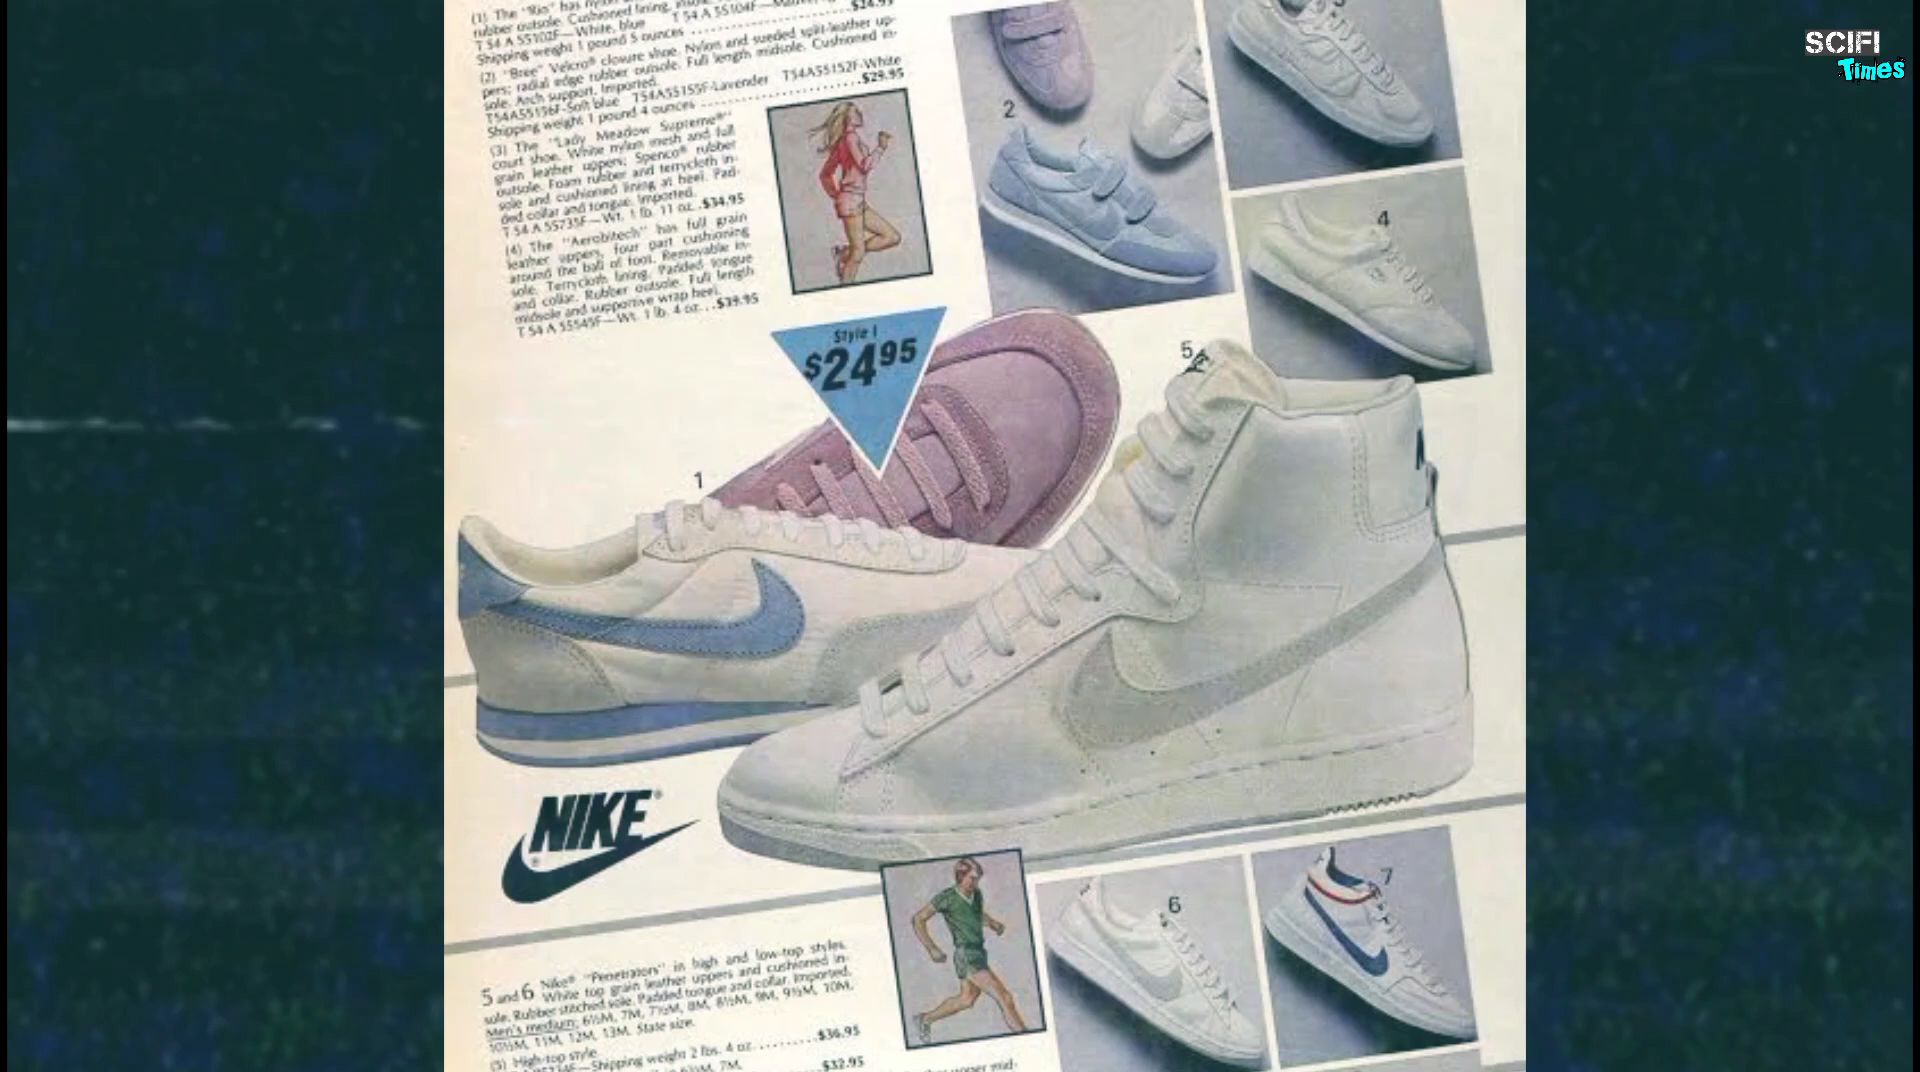 (1) The "Rio" has nylon
rubber outsole. Cushioned lining,
T 54 A 55102F—White, blue T 54 A 55104F—
Shipping weight 1 pound 5 ounces ........ $24.95
(2) "Bree" Velcro® closure shoe. Nylon and sueded split-leather up-
pers; radial edge rubber outsole. Full length midsole. Cushioned in-
sole. Arch support. Imported.
T54A55156F-Soft blue T54A55155F-Lavender T54A55152F-White
Shipping weight 1 pound 4 ounces ........ $29.95
(3) The "Lady Meadow Supreme®"
court shoe. White nylon mesh and full
grain leather uppers; Spenco® rubber
outsole. Foam rubber and terrycloth in-
sole and cushioned lining at heel. Pad-
ded collar and tongue. Imported.
T 54 A 55735F—Wt. 1 lb. 11 oz. .$34.95
(4) The "Aerobitech" has full grain
leather uppers, four part cushioning
around the ball of foot. Removable in-
sole. Terrycloth lining. Padded tongue
and collar. Rubber outsole. Full length
midsole and supportive wrap heel.
T 54 A 55545F—Wt. 1 lb. 4 oz. ..$39.95
SCIFI
Times
2
3
4
Style 1
$24.95
5
1
NIKE®
6
7
5 and 6 Nike® "Penetrators" in high and low-top styles.
White top grain leather uppers and cushioned in-
sole. Rubber stitched sole. Padded tongue and collar. Imported.
Men's medium: 6½M, 7M, 7½M, 8M, 8½M, 9M, 9½M, 10M,
10½M, 11M, 12M, 13M. State size.
(5) High-top style
Shipping weight 2 lbs. 4 oz. ........ $36.95
6½M, 7M,
$32.95
upper mid-